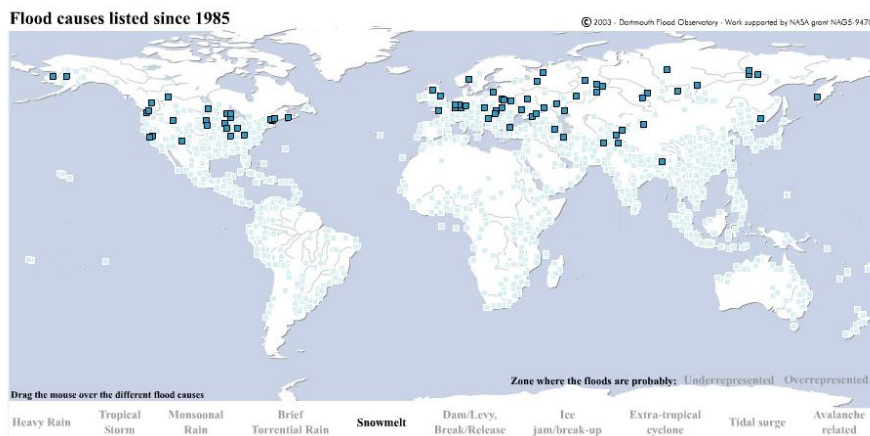 Flood causes listed since 1985
© 2003 - Dartmouth Flood Observatory - Work supported by NASA grant NAG5-9470
Zone where the floods are probably: Underrepresented Overrepresented
Drag the mouse over the different flood causes
Heavy Rain
Tropical
Storm
Monsoonal
Rain
Brief
Torrential Rain
Snowmelt
Dam/Levy,
Break/Release
Ice
jam/break-up
Extra-tropical
cyclone
Tidal surge
Avalanche
related